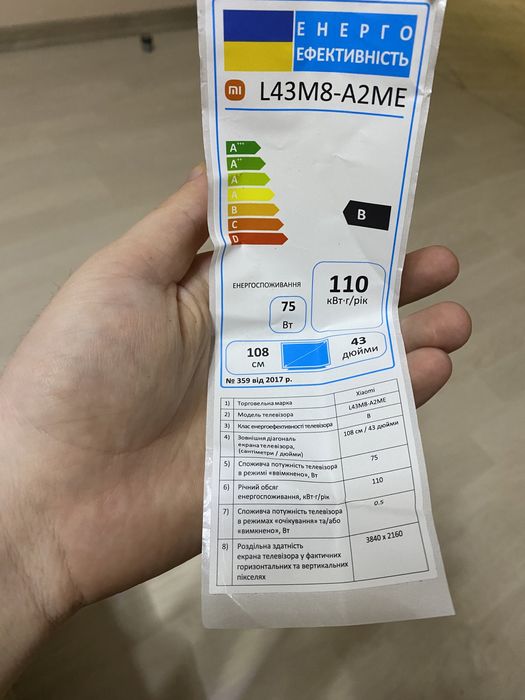 ЕНЕРГО
ЕФЕКТИВНІСТЬ
mi L43M8-A2ME
A+++
A++
A+
A
B
C
D
B
ЕНЕРГОСПОЖИВАННЯ
75
Вт
110
кВт·г/рік
108
см
43
дюйми
№ 359 від 2017 р.
1) Торговельна марка Xiaomi
2) Модель телевізора L43M8-A2ME
3) Клас енергоефективності телевізора B
4) Зовнішня діагональ
екрана телевізора,
(сантиметри / дюйми) 108 см / 43 дюйми
5) Споживча потужність телевізора
в режимі «ввімкнено», Вт 75
6) Річний обсяг
енергоспоживання, кВт·г/рік 110
7) Споживча потужність телевізора
в режимах «очікування» та/або
«вимкнено», Вт 0.5
8) Роздільна здатність
екрана телевізора у фактичних
горизонтальних та вертикальних
пікселях 3840 x 2160